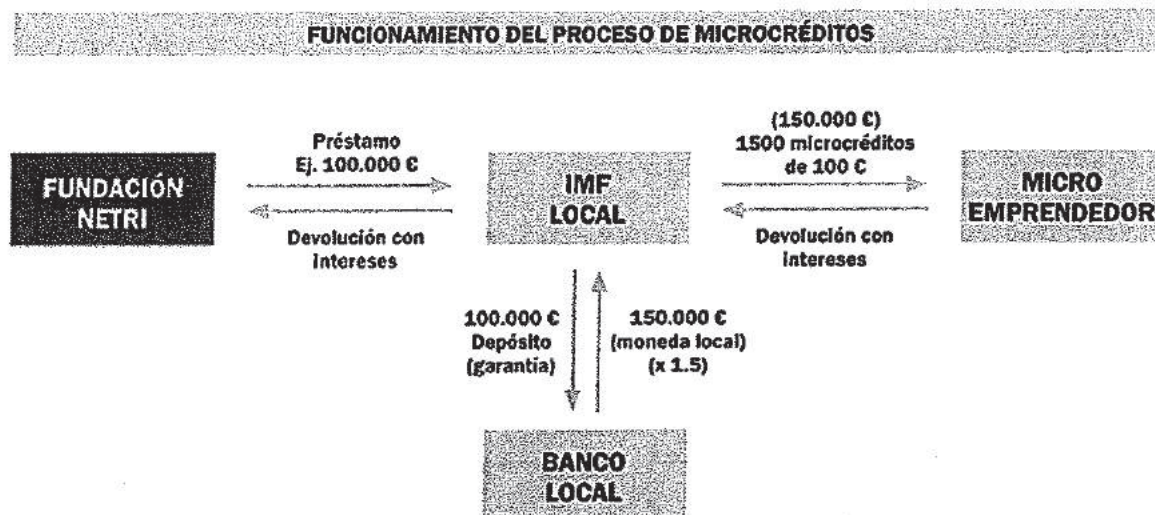 FUNCIONAMIENTO DEL PROCESO DE MICROCRÉDITOS
FUNDACIÓN
NETRI
Préstamo
Ej. 100.000 €
Devolución con
intereses
IMF
LOCAL
(150.000 €)
1500 microcréditos
de 100 €
Devolución con
intereses
MICRO
EMPRENDEDOR
100.000 €
Depósito
(garantía)
150.000 €
(moneda local)
(x 1.5)
BANCO
LOCAL